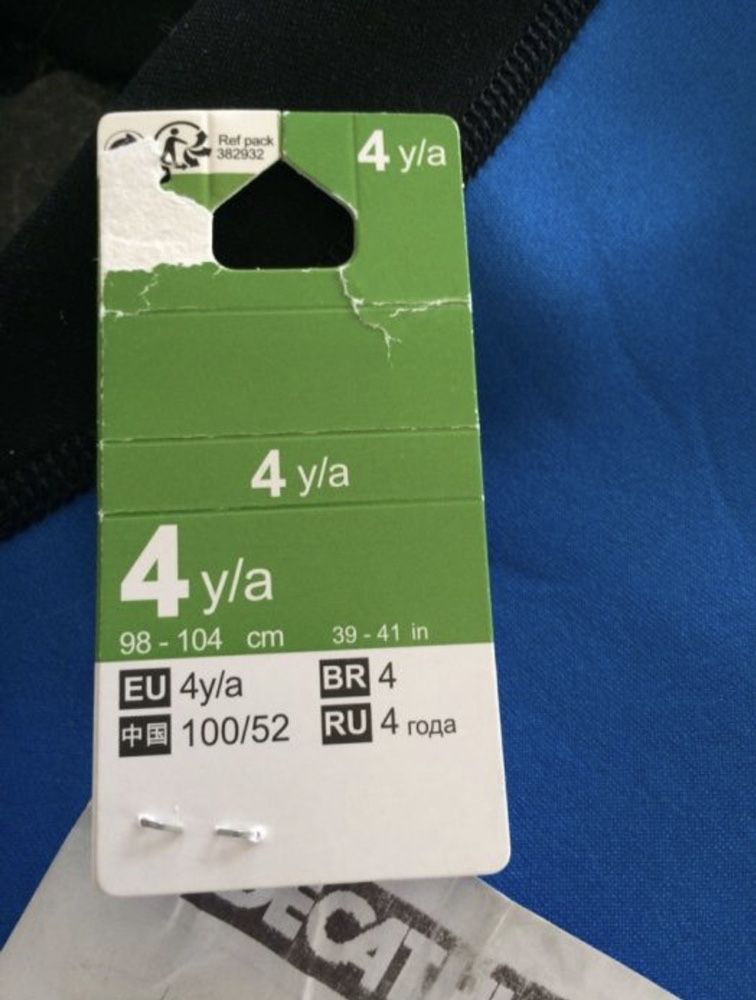 Ref pack
382932
4 y/a
4 y/a
4 y/a
98 - 104 cm 39 - 41 in
EU 4y/a BR 4
中国 100/52 RU 4 года
DECATH